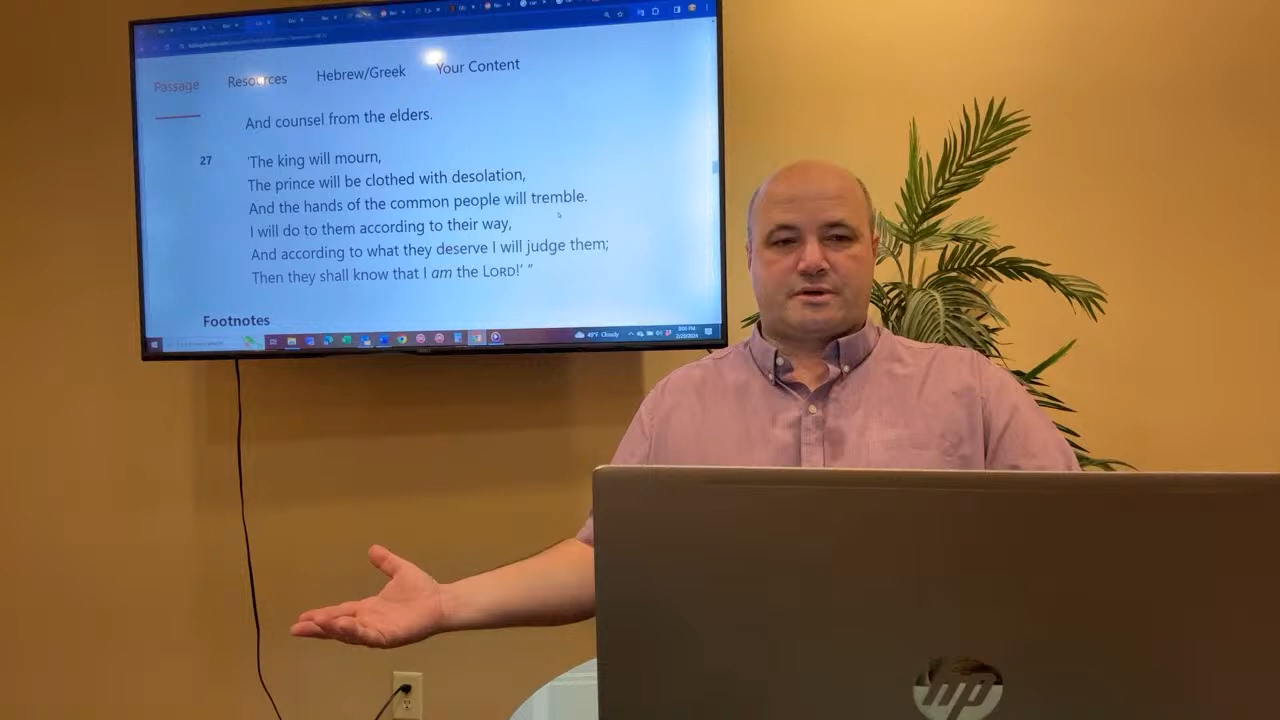 Passage
Resources
Hebrew/Greek
Your Content
And counsel from the elders.
27
'The king will mourn,
The prince will be clothed with desolation,
And the hands of the common people will tremble.
I will do to them according to their way,
And according to what they deserve I will judge them;
Then they shall know that I am the LORD!' "
Footnotes
49°F Cloudy
hp